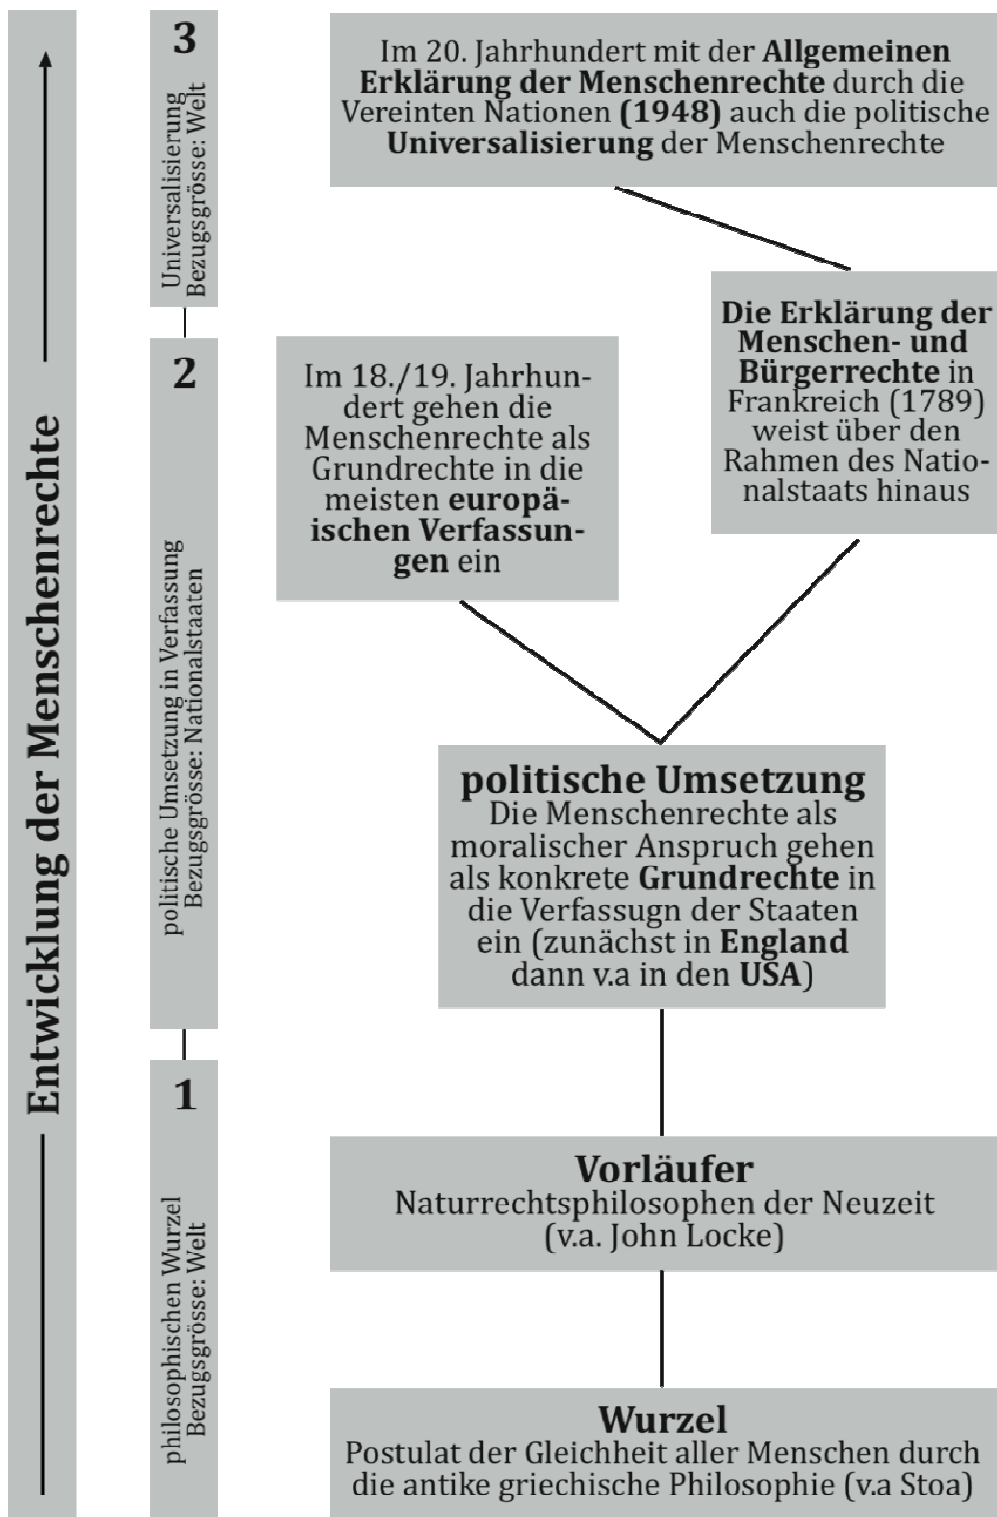 Entwicklung der Menschenrechte
3
Universalisierung
Bezugsgrösse: Welt
2
politische Umsetzung in Verfassung
Bezugsgrösse: Nationalstaaten
1
philosophischen Wurzel
Bezugsgrösse: Welt
Im 20. Jahrhundert mit der Allgemeinen
Erklärung der Menschenrechte durch die
Vereinten Nationen (1948) auch die politische
Universalisierung der Menschenrechte
Die Erklärung der
Menschen- und
Bürgerrechte in
Frankreich (1789)
weist über den
Rahmen des Natio-
nalstaats hinaus
Im 18./19. Jahrhun-
dert gehen die
Menschenrechte als
Grundrechte in die
meisten europä-
ischen Verfassun-
gen ein
politische Umsetzung
Die Menschenrechte als
moralischer Anspruch gehen
als konkrete Grundrechte in
die Verfassugn der Staaten
ein (zunächst in England
dann v.a in den USA)
Vorläufer
Naturrechtsphilosophen der Neuzeit
(v.a. John Locke)
Wurzel
Postulat der Gleichheit aller Menschen durch
die antike griechische Philosophie (v.a Stoa)